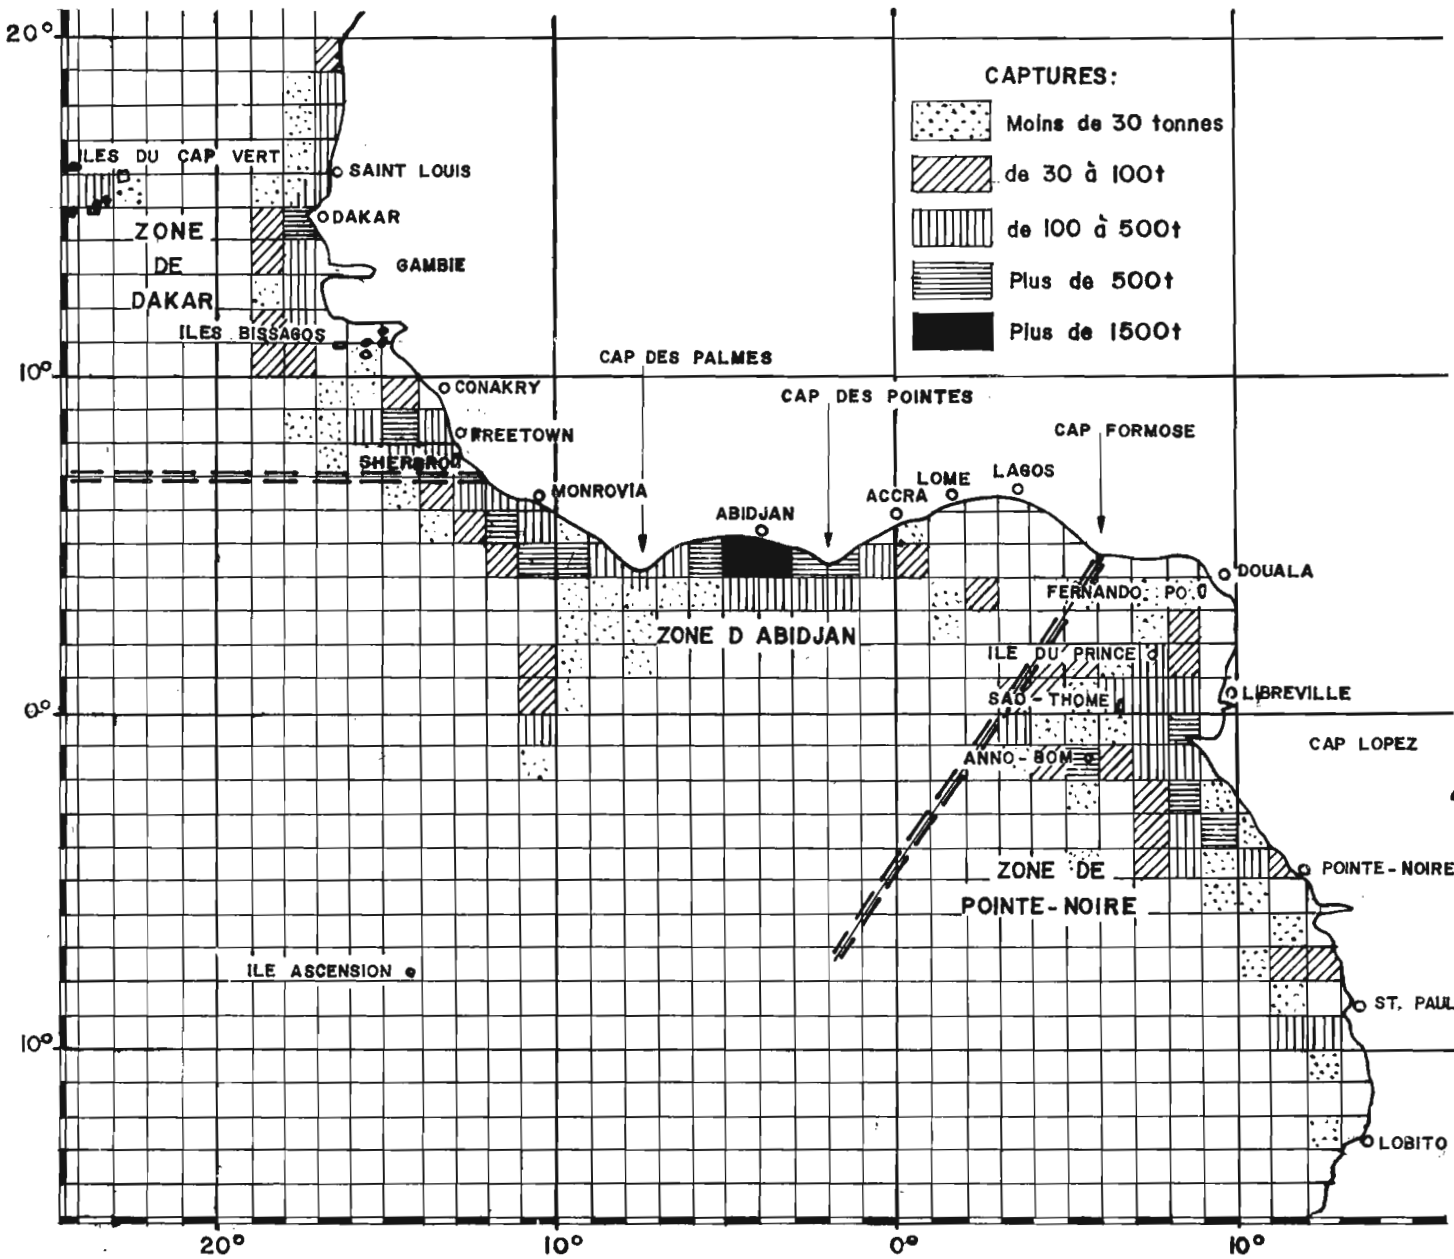 20°
CAPTURES:
Moins de 30 tonnes
de 30 à 100t
de 100 à 500t
Plus de 500t
Plus de 1500t
ILES DU CAP VERT
SAINT LOUIS
DAKAR
ZONE
DE
DAKAR
GAMBIE
ILES BISSAGOS
CAP DES PALMES
10°
CONAKRY
CAP DES POINTES
FREETOWN
CAP FORMOSE
SHERBRO
MONROVIA
ABIDJAN
ACCRA
LOME
LAGOS
DOUALA
FERNANDO PO
ZONE D ABIDJAN
ILE DU PRINCE
SAO-THOME
LIBREVILLE
0°
ANNO-BOM
CAP LOPEZ
ZONE DE
POINTE-NOIRE
POINTE-NOIRE
ILE ASCENSION
ST. PAUL
10°
LOBITO
20°
10°
0°
10°